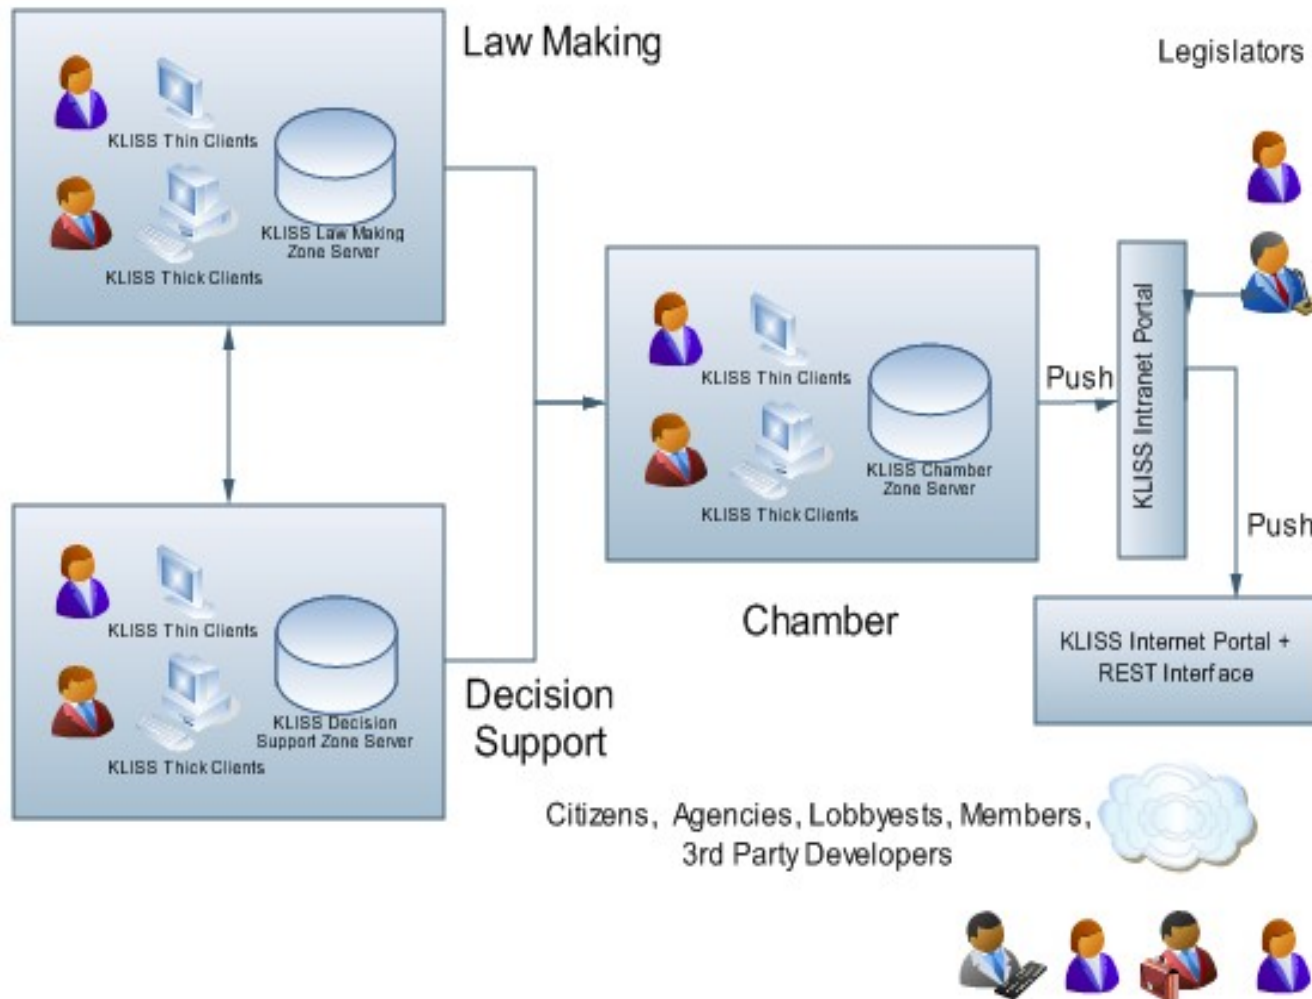 Law Making
Legislators
KLISS Thin Clients
KLISS Law Making
Zone Server
KLISS Thick Clients
KLISS Thin Clients
KLISS Chamber
Zone Server
KLISS Thick Clients
Push
KLISS Intranet Portal
Push
Chamber
KLISS Internet Portal +
REST Interface
KLISS Thin Clients
KLISS Decision
Support Zone Server
KLISS Thick Clients
Decision
Support
Citizens, Agencies, Lobbyests, Members,
3rd Party Developers